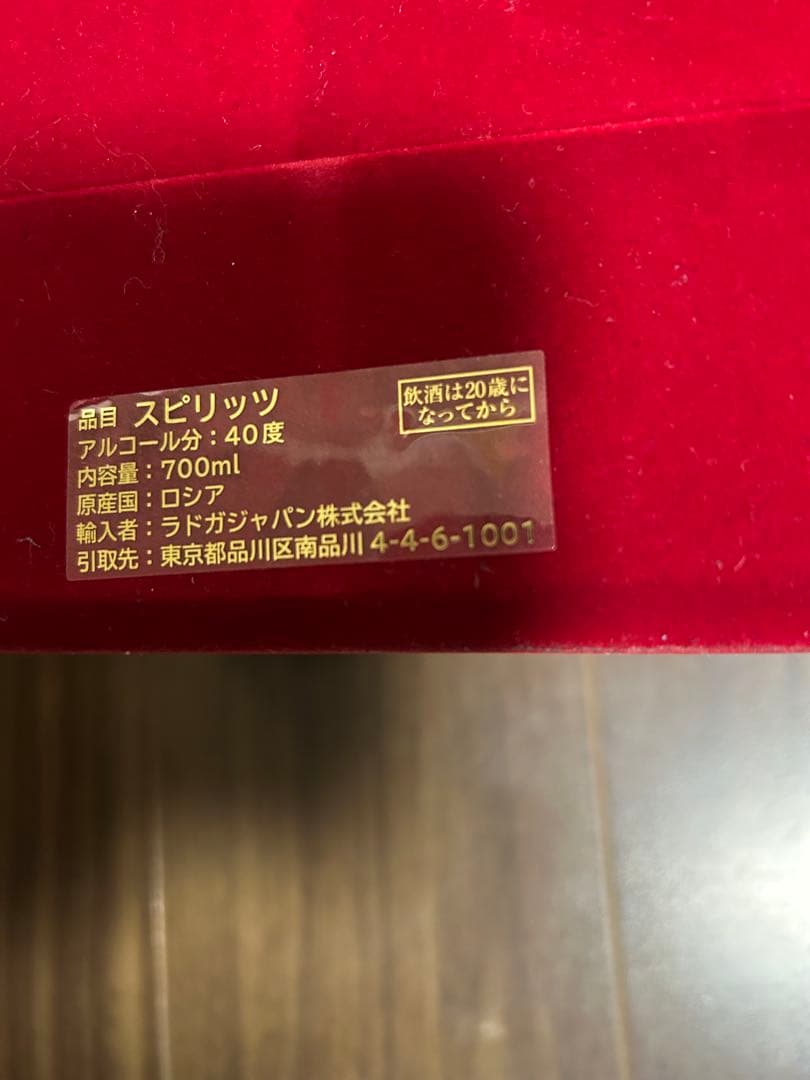 品目 スピリッツ
飲酒は20歳に
なってから
アルコール分：40度
内容量：700ml
原産国：ロシア
輸入者：ラドガジャパン株式会社
引取先：東京都品川区南品川4-4-6-1001